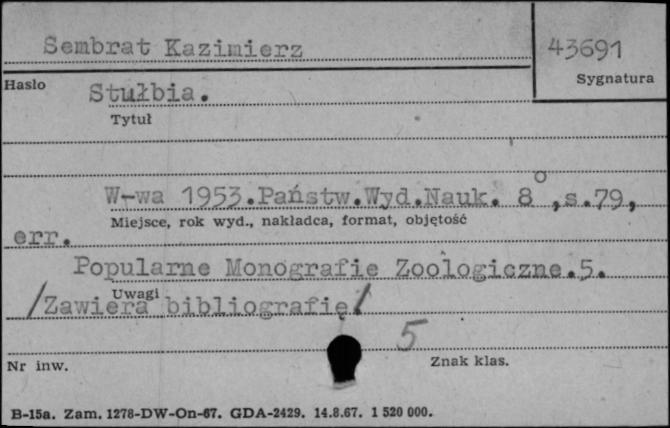 Sembrat Kazimierz
43691
Hasło
Sygnatura
Stułbia.
Tytuł
W-wa 1953.Państw.Wyd.Nauk. 8°,s.79,
Miejsce, rok wyd., nakładca, format, objętość
err.
Popularne Monografie Zoologiczne.5.
Uwagi
/Zawiera bibliografię/
5
Nr inw.
Znak klas.
B-15a. Zam. 1278-DW-On-67. GDA-2429. 14.8.67. 1 520 000.